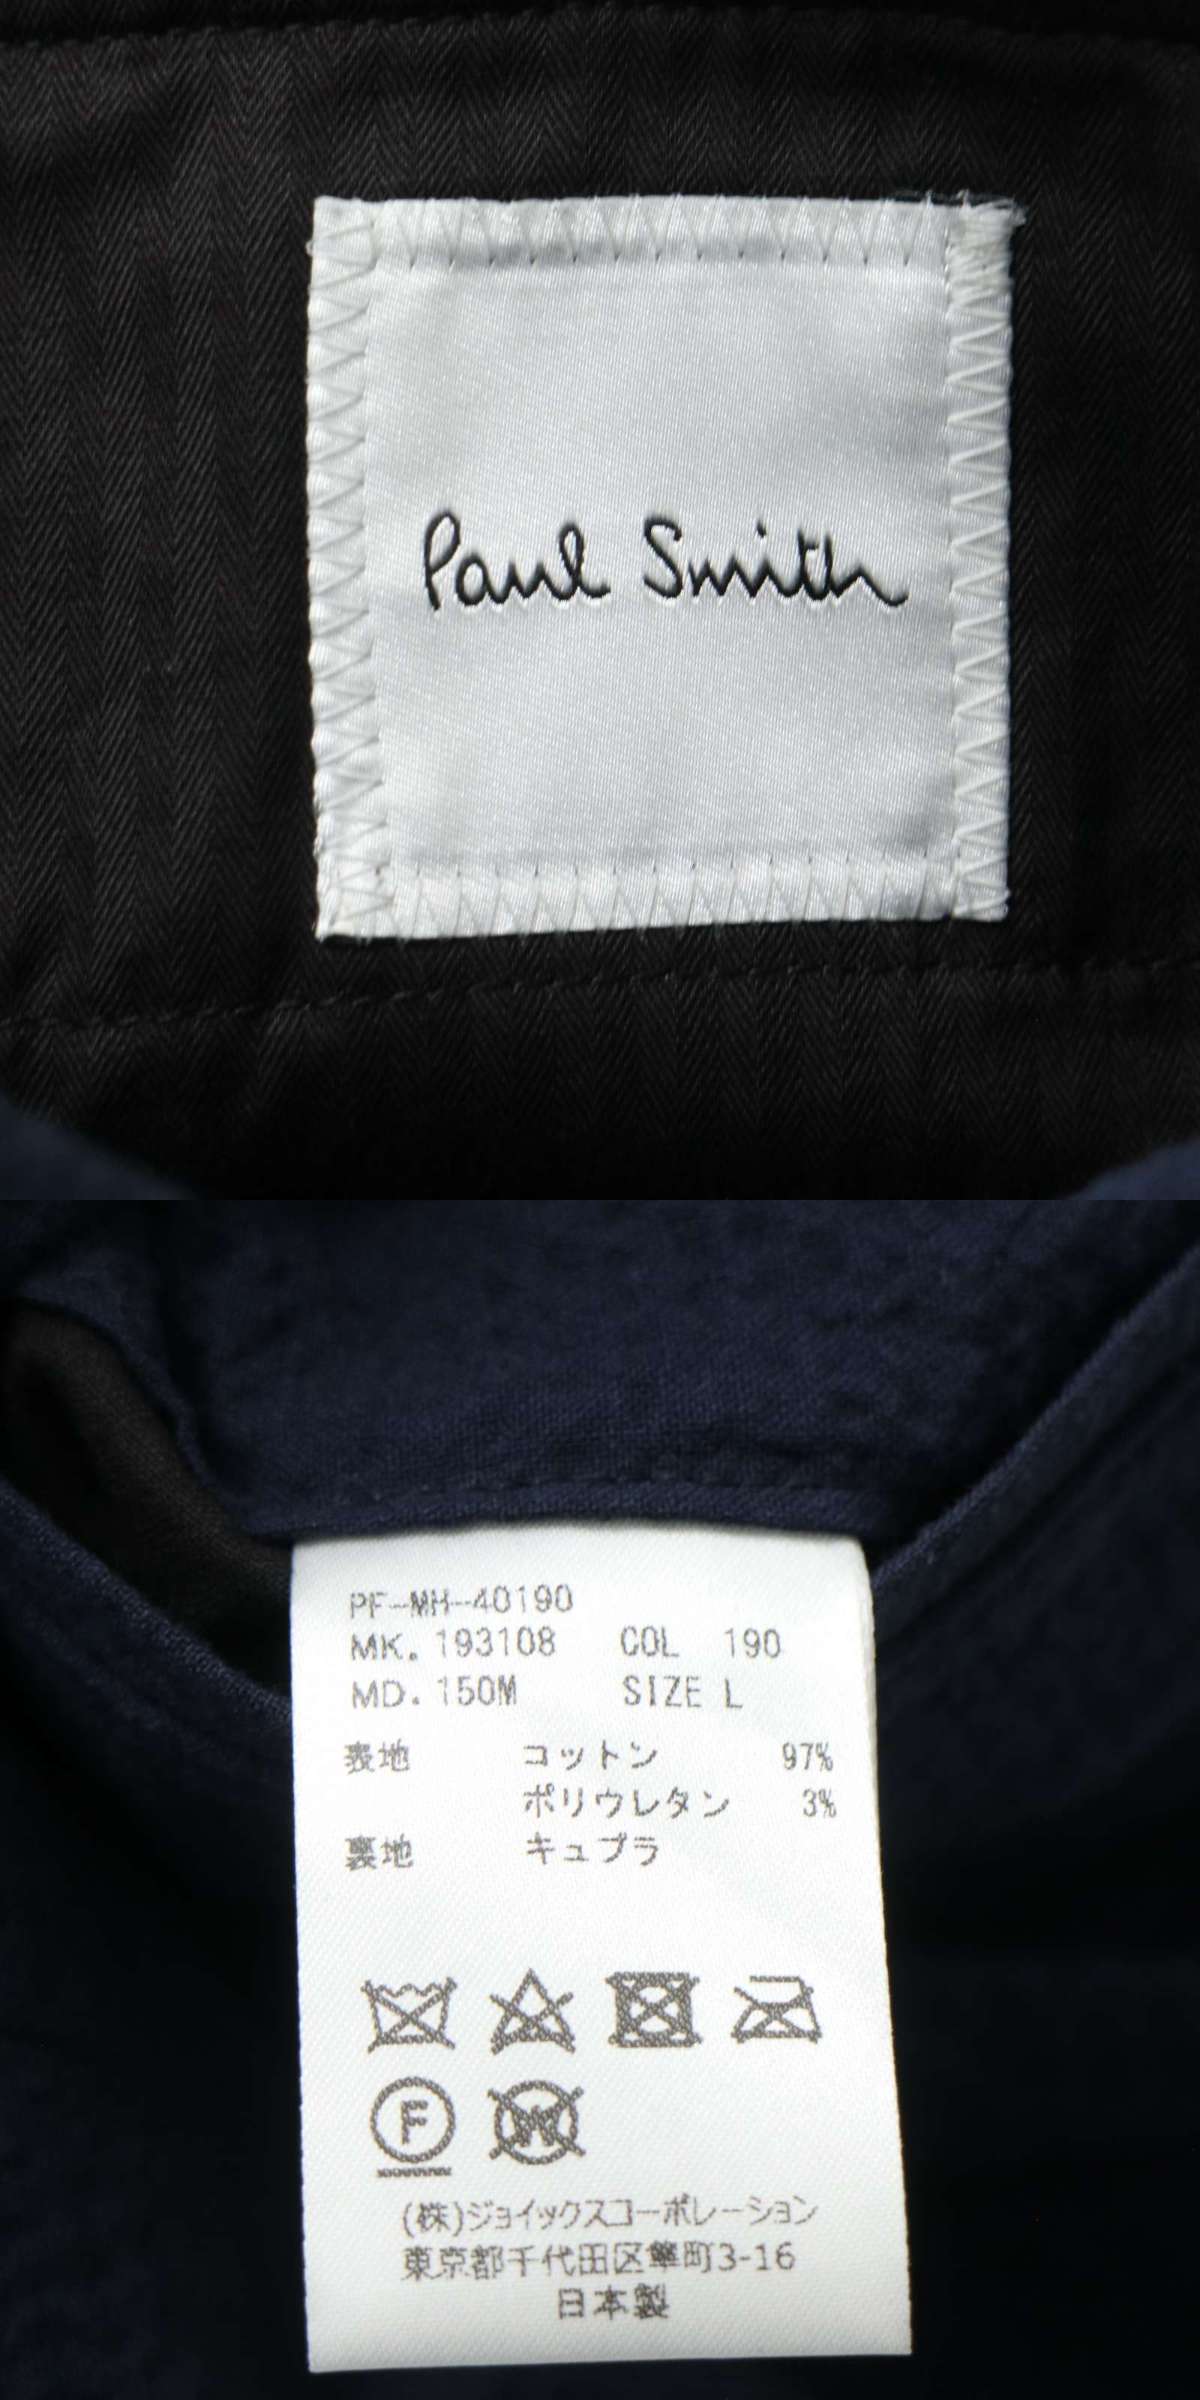 Paul Smith
PF-MH-40190
MK. 193108 COL 190
MD. 150M SIZE L
表地 コットン 97%
ポリウレタン 3%
裏地 キュプラ
F
W
(株)ジョイックスコーポレーション
東京都千代田区隼町3-16
日本製